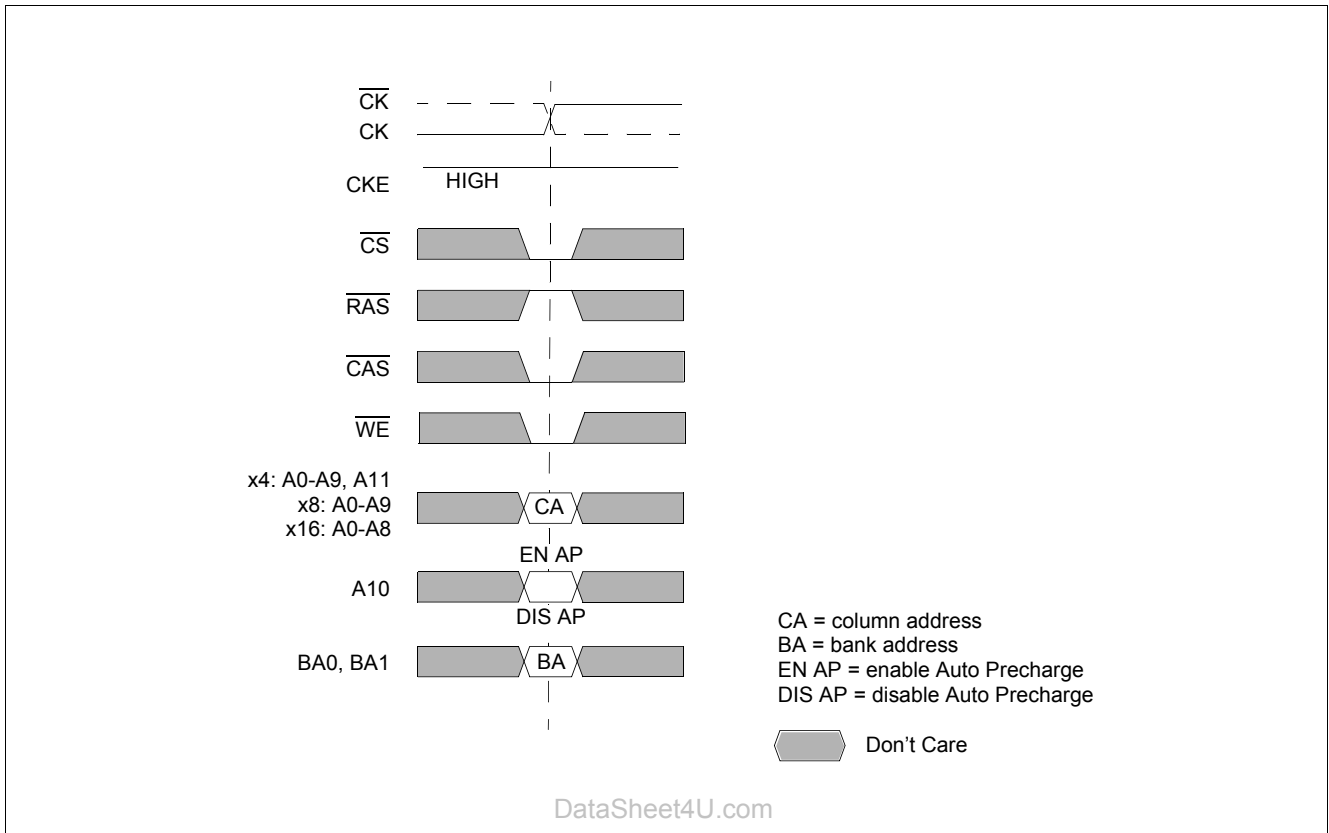 CK
CK
CKE
HIGH
CS
RAS
CAS
WE
x4: A0-A9, A11
x8: A0-A9
x16: A0-A8
CA
EN AP
A10
DIS AP
BA0, BA1
BA
CA = column address
BA = bank address
EN AP = enable Auto Precharge
DIS AP = disable Auto Precharge
Don't Care
DataSheet4U.com